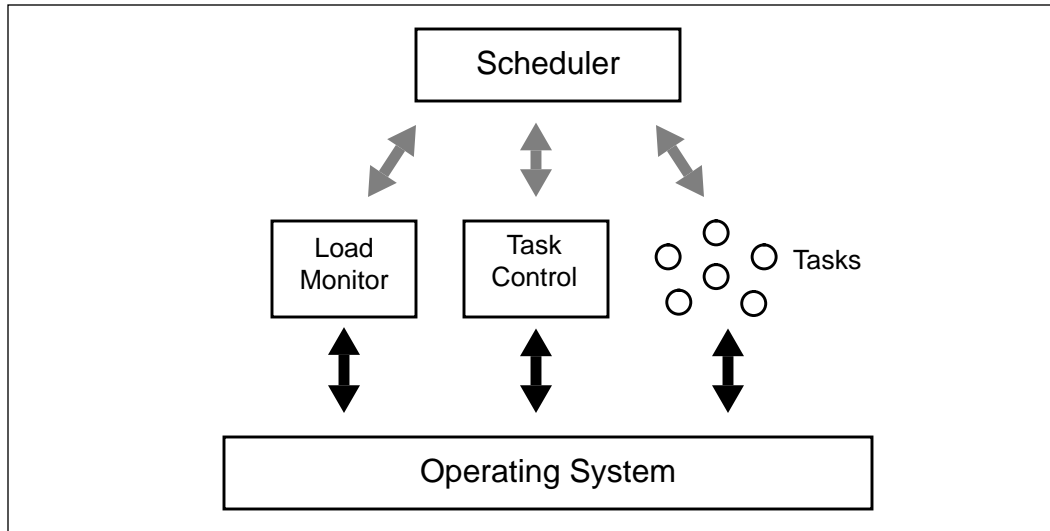 Scheduler
Load
Monitor
Task
Control
Tasks
Operating System